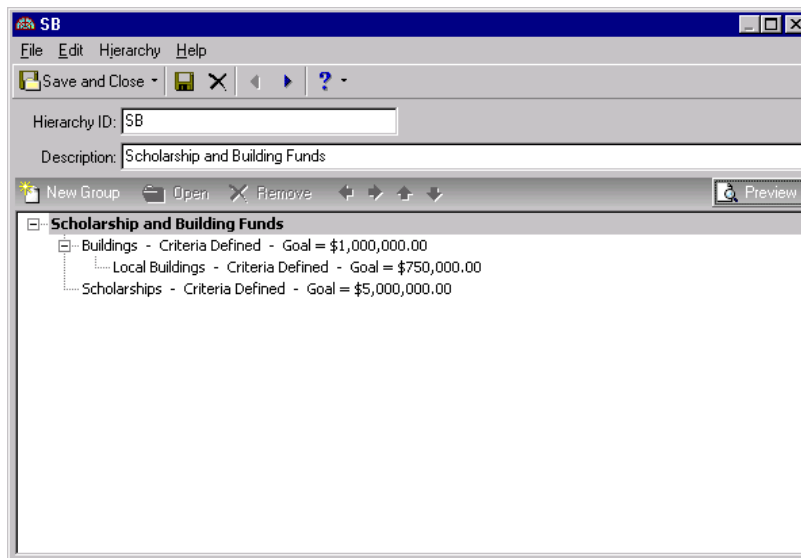 SB
File Edit Hierarchy Help
Save and Close ?
Hierarchy ID: SB
Description: Scholarship and Building Funds
New Group Open Remove Preview
Scholarship and Building Funds
Buildings - Criteria Defined - Goal = $1,000,000.00
Local Buildings - Criteria Defined - Goal = $750,000.00
Scholarships - Criteria Defined - Goal = $5,000,000.00